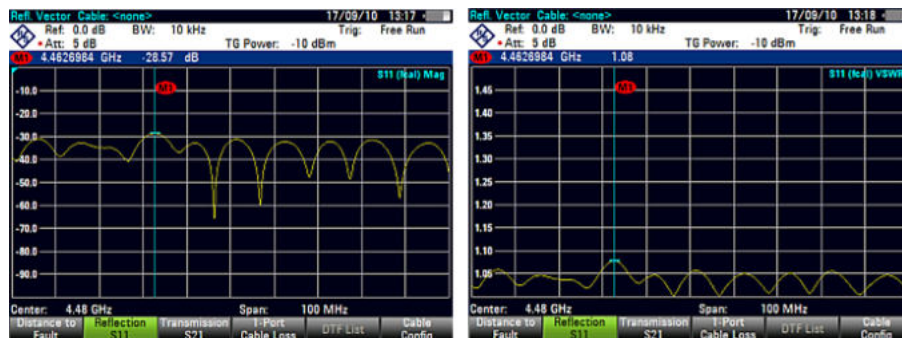 Refl. Vector Cable: <none> 17/09/10 13:17
Ref: 0.0 dB BW: 10 kHz Trig: Free Run
Att: 5 dB TG Power: -10 dBm
M1 4.4626984 GHz -28.57 dB
S11 (fcal) Mag
M1
-10.0
-20.0
-30.0
-40.0
-50.0
-60.0
-70.0
-80.0
-90.0
Center: 4.48 GHz Span: 100 MHz
Distance to Fault
Reflection S11
Transmission S21
1-Port Cable Loss
DTF List
Cable Config
Refl. Vector Cable: <none> 17/09/10 13:18
Ref: 0.0 dB BW: 10 kHz Trig: Free Run
Att: 5 dB TG Power: -10 dBm
M1 4.4626984 GHz 1.08
S11 (fcal) VSWR
M1
1.45
1.40
1.35
1.30
1.25
1.20
1.15
1.10
1.05
Center: 4.48 GHz Span: 100 MHz
Distance to Fault
Reflection S11
Transmission S21
1-Port Cable Loss
DTF List
Cable Config